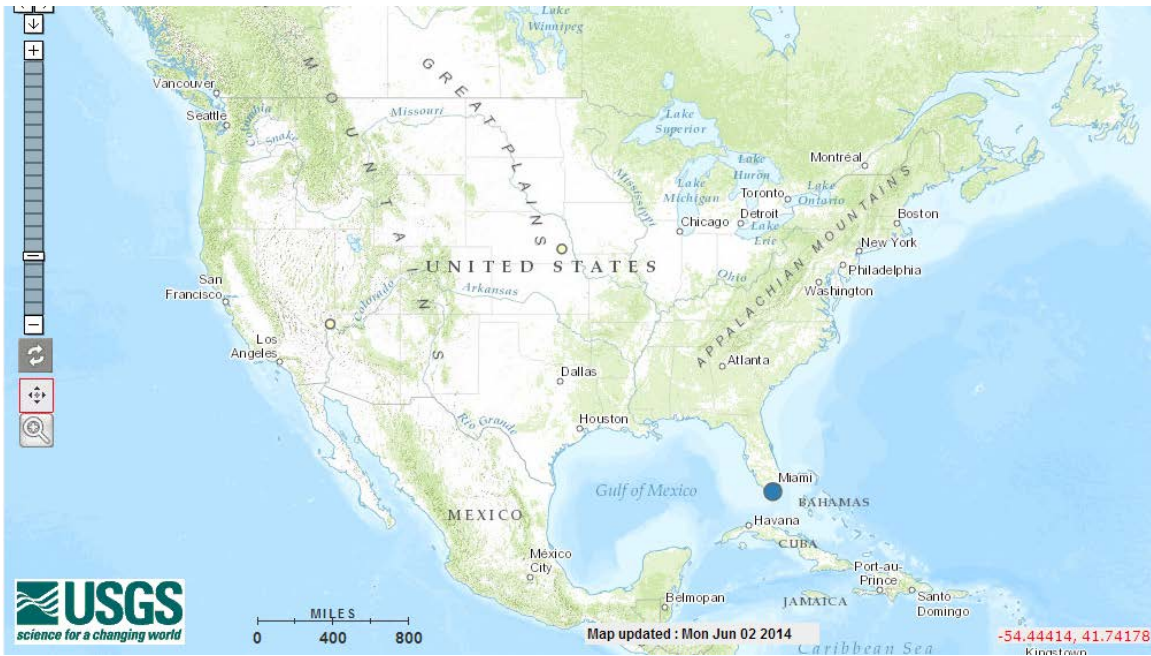 Lake
Winnipeg
GREAT PLAINS
MOUNTAINS
Vancouver
Seattle
Columbia
Snake
Missouri
Lake
Superior
Mississippi
Lake
Michigan
Lake
Huron
Montréal
Toronto
Lake
Ontario
Chicago
Detroit
Lake
Erie
Boston
New York
Philadelphia
Washington
APPALACHIAN MOUNTAINS
UNITED STATES
Ohio
San
Francisco
Colorado
Arkansas
Los
Angeles
Atlanta
Dallas
Houston
Rio Grande
Miami
Gulf of Mexico
BAHAMAS
MEXICO
Havana
CUBA
México
City
Port-au-
Prince
Santo
Domingo
Belmopan
JAMAICA
USGS
science for a changing world
MILES
0 400 800
Map updated : Mon Jun 02 2014
-54.44414, 41.74178
Caribbean Sea
Kingstown